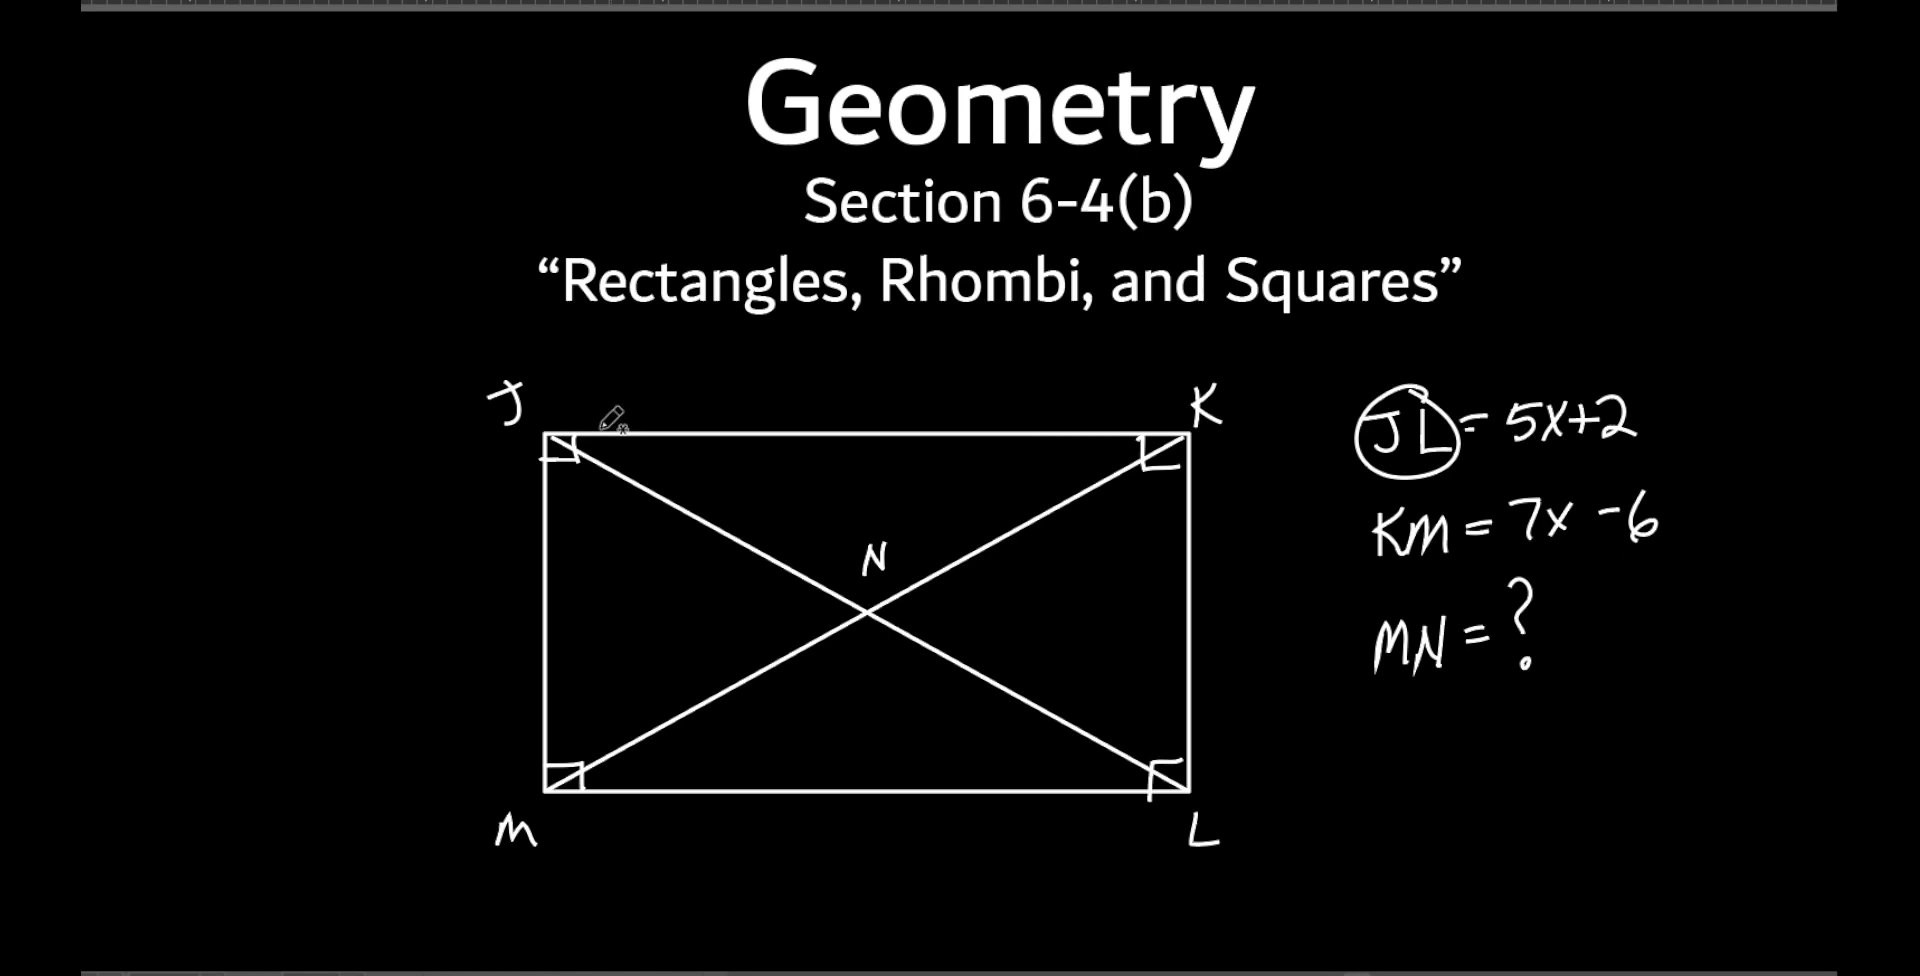 Geometry
Section 6-4(b)
“Rectangles, Rhombi, and Squares”
J
K
JL = 5x+2
KM = 7x -6
N
MN = ?
M
L